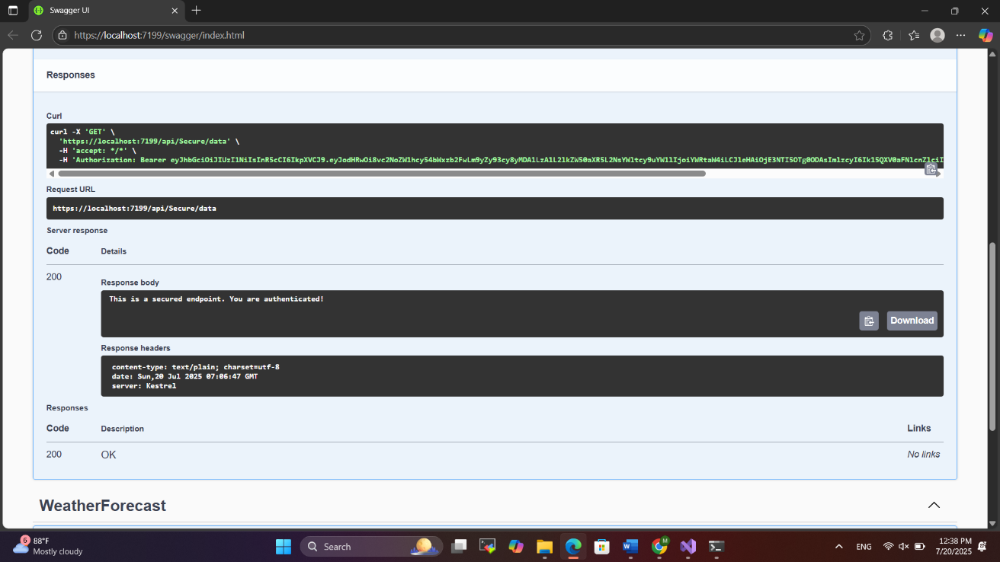 Swagger UI
https://localhost:7199/swagger/index.html
Responses
Curl
curl -X 'GET' \
'https://localhost:7199/api/Secure/data' \
-H 'accept: */*' \
-H 'Authorization: Bearer
Request URL
https://localhost:7199/api/Secure/data
Server response
Code Details
200
Response body
This is a secured endpoint. You are authenticated!
Download
Response headers
content-type: text/plain; charset=utf-8
date: Sun,20 Jul 2025 07:06:47 GMT
server: Kestrel
Responses
Code Description Links
200 OK No links
WeatherForecast
6
88°F
Mostly cloudy
Search
M
ENG
12:38 PM
7/20/2025